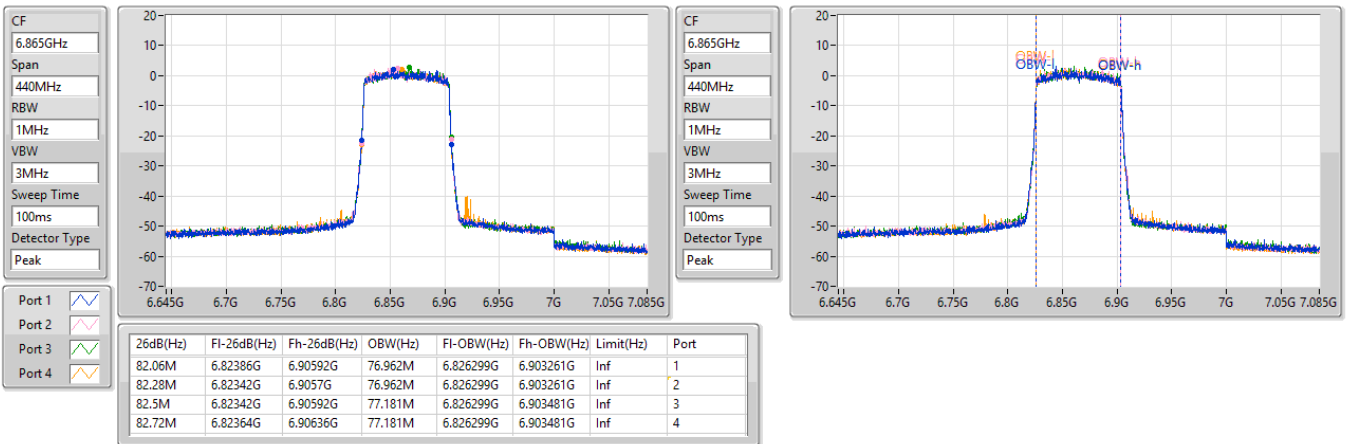 CF
6.865GHz
Span
440MHz
RBW
1MHz
VBW
3MHz
Sweep Time
100ms
Detector Type
Peak
20
10
0
-10
-20
-30
-40
-50
-60
-70
6.645G 6.7G 6.75G 6.8G 6.85G 6.9G 6.95G 7G 7.05G 7.085G
CF
6.865GHz
Span
440MHz
RBW
1MHz
VBW
3MHz
Sweep Time
100ms
Detector Type
Peak
20
10
0
-10
-20
-30
-40
-50
-60
-70
OBW-l OBW-h
6.645G 6.7G 6.75G 6.8G 6.85G 6.9G 6.95G 7G 7.05G 7.085G
Port 1
Port 2
Port 3
Port 4
26dB(Hz) Fl-26dB(Hz) Fh-26dB(Hz) OBW(Hz) Fl-OBW(Hz) Fh-OBW(Hz) Limit(Hz) Port
82.06M 6.82386G 6.90592G 76.962M 6.826299G 6.903261G Inf 1
82.28M 6.82342G 6.9057G 76.962M 6.826299G 6.903261G Inf 2
82.5M 6.82342G 6.90592G 77.181M 6.826299G 6.903481G Inf 3
82.72M 6.82364G 6.90636G 77.181M 6.826299G 6.903481G Inf 4